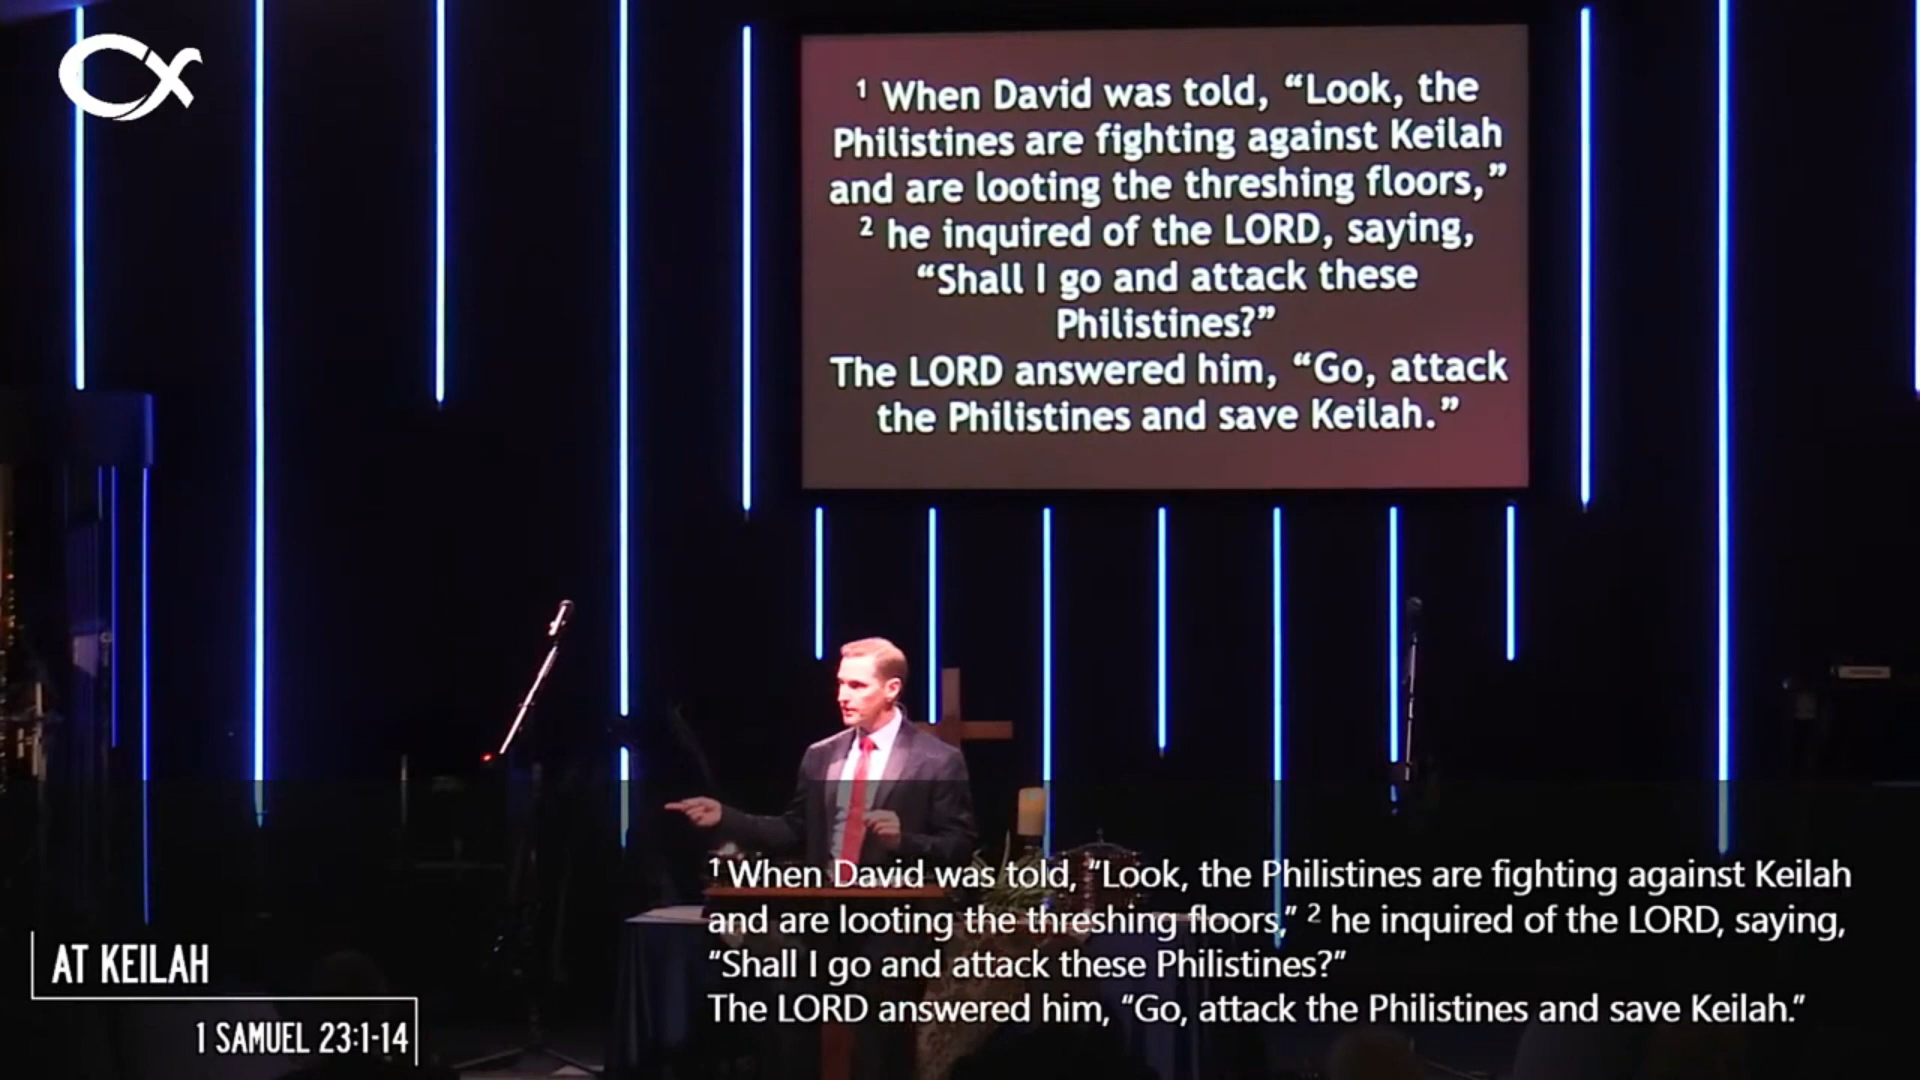 ¹ When David was told, “Look, the
Philistines are fighting against Keilah
and are looting the threshing floors,”
² he inquired of the LORD, saying,
“Shall I go and attack these
Philistines?”
The LORD answered him, “Go, attack
the Philistines and save Keilah.”
¹ When David was told, “Look, the Philistines are fighting against Keilah
and are looting the threshing floors,” ² he inquired of the LORD, saying,
“Shall I go and attack these Philistines?”
The LORD answered him, “Go, attack the Philistines and save Keilah.”
AT KEILAH
1 SAMUEL 23:1-14